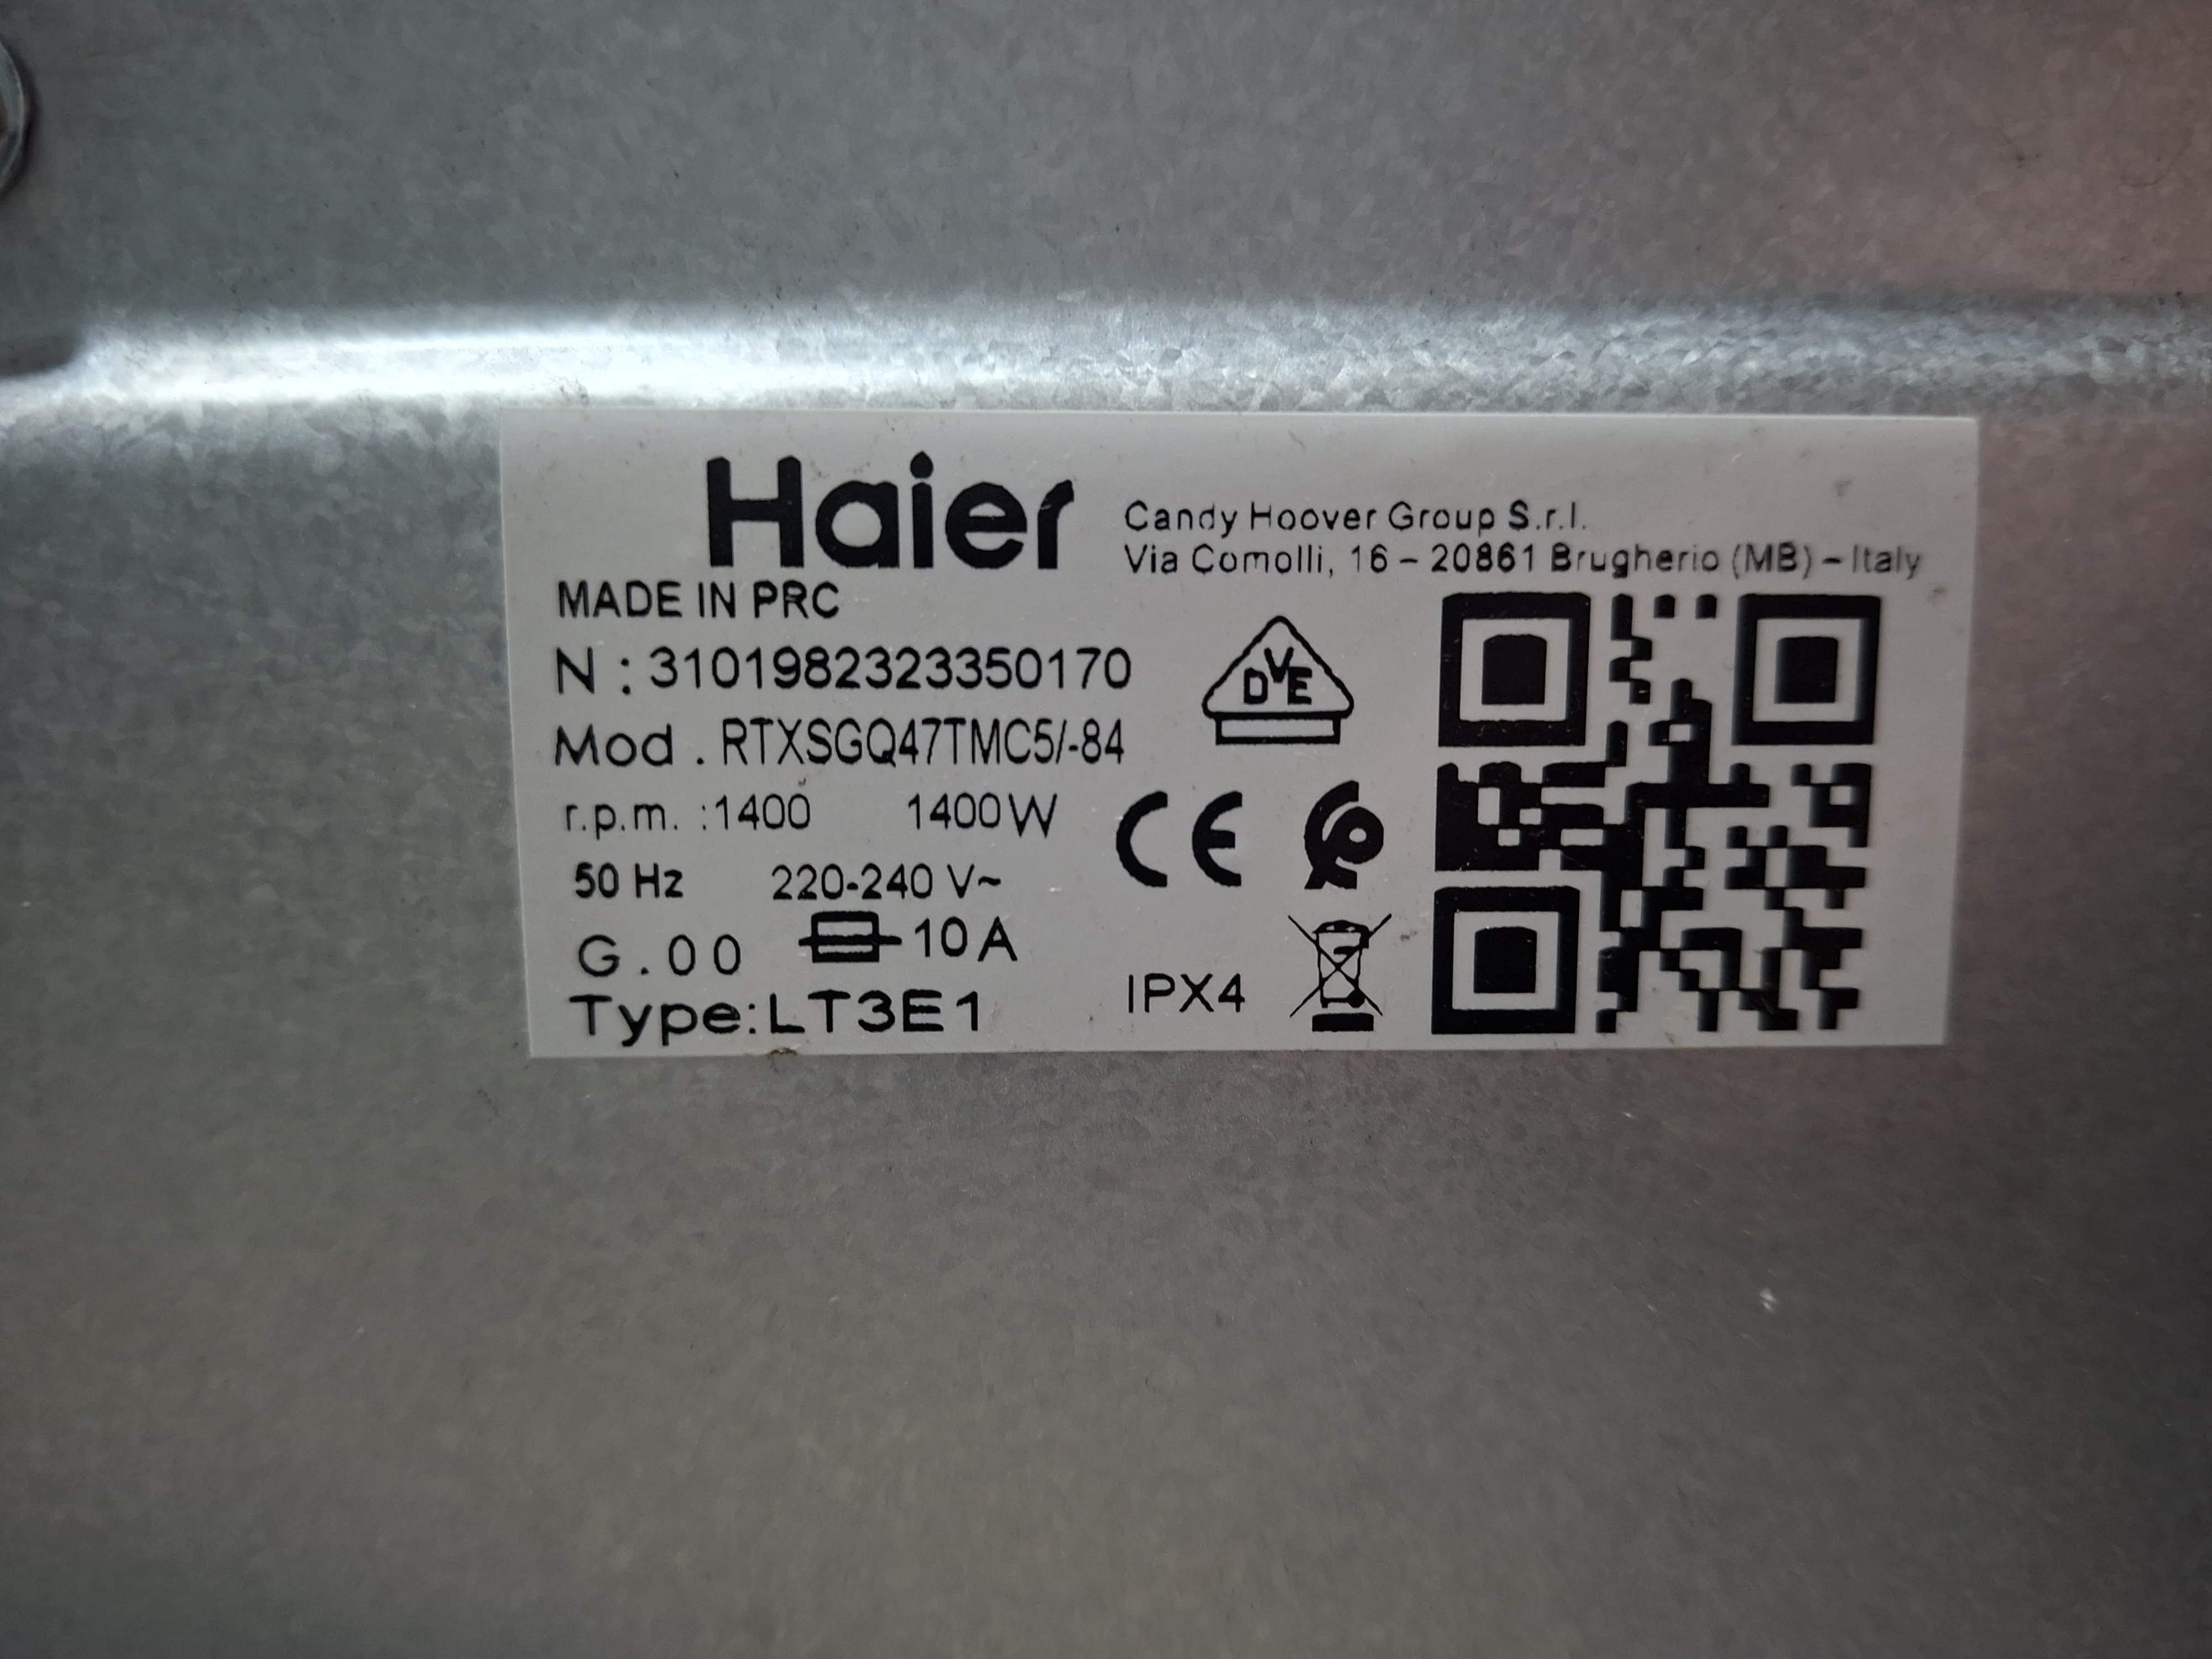 Haier
Candy Hoover Group S.r.l.
Via Comolli, 16 – 20861 Brugherio (MB) – Italy
MADE IN PRC
N : 3101982323350170
Mod . RTXSGQ47TMC5/-84
r.p.m. :1400 1400W
50 Hz 220-240 V~
G.00 10 A
Type:LT3E1
DVE
CE
IPX4